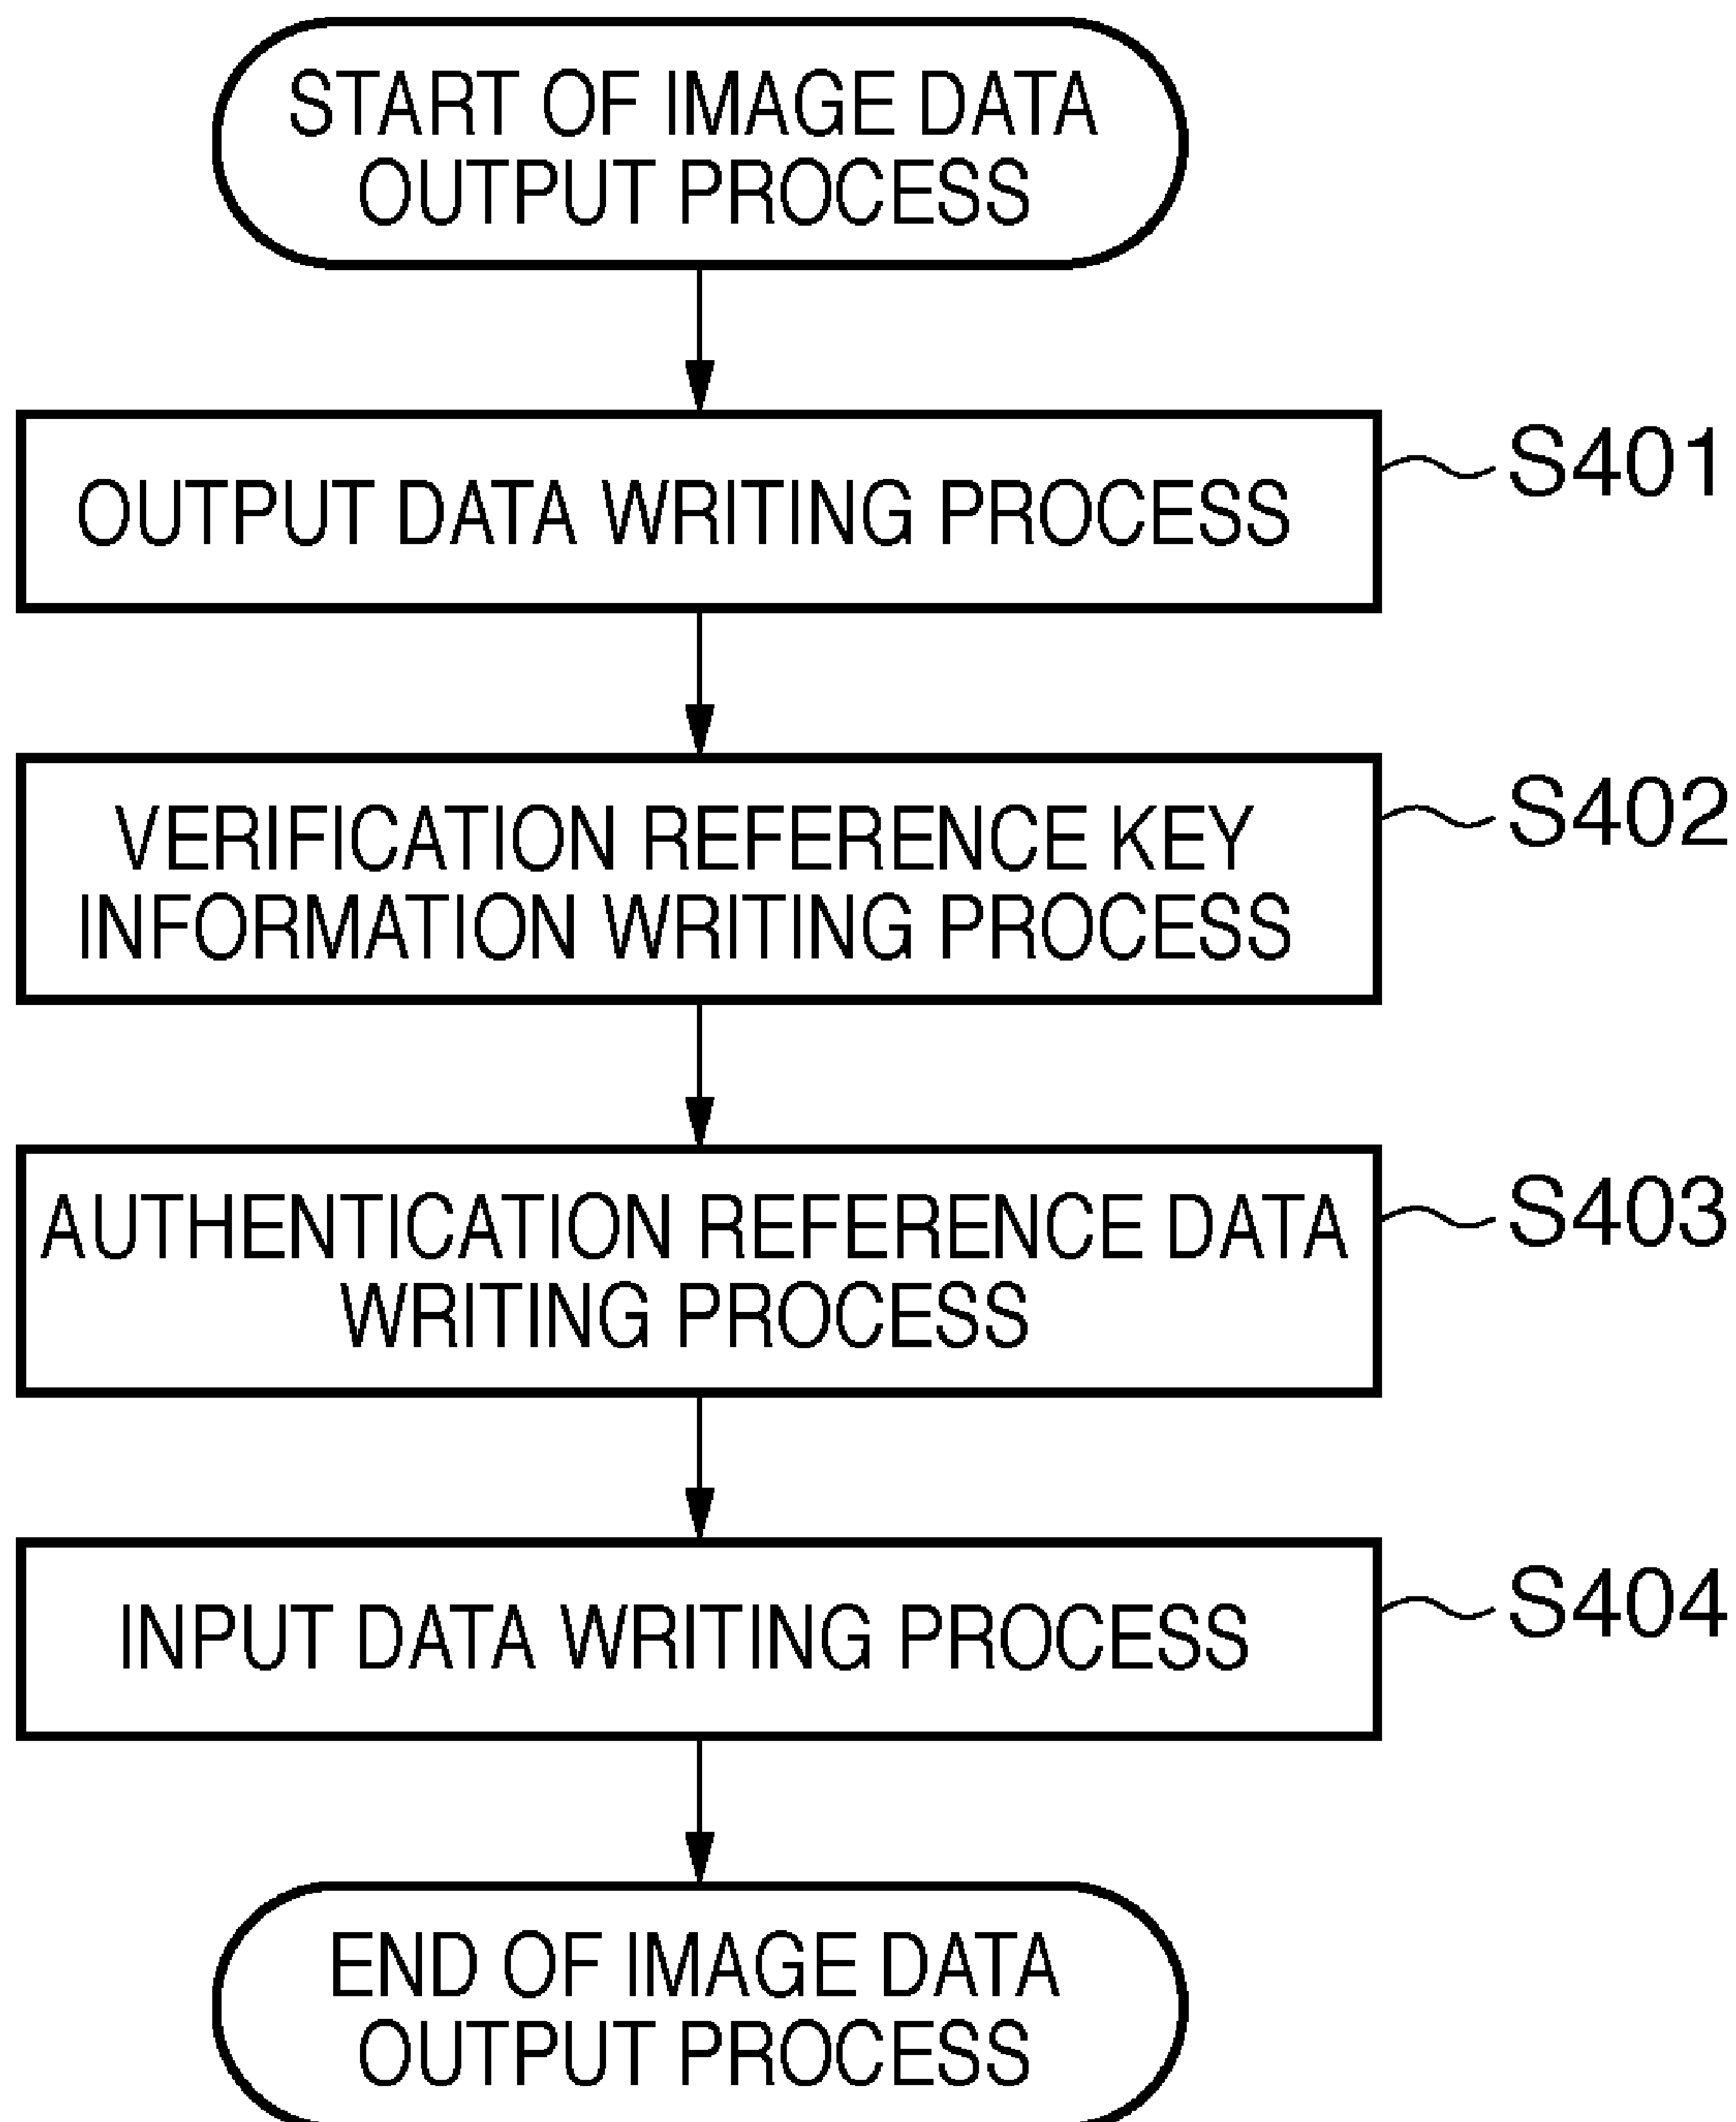 START OF IMAGE DATA
OUTPUT PROCESS
OUTPUT DATA WRITING PROCESS
S401
VERIFICATION REFERENCE KEY
INFORMATION WRITING PROCESS
S402
AUTHENTICATION REFERENCE DATA
WRITING PROCESS
S403
INPUT DATA WRITING PROCESS
S404
END OF IMAGE DATA
OUTPUT PROCESS